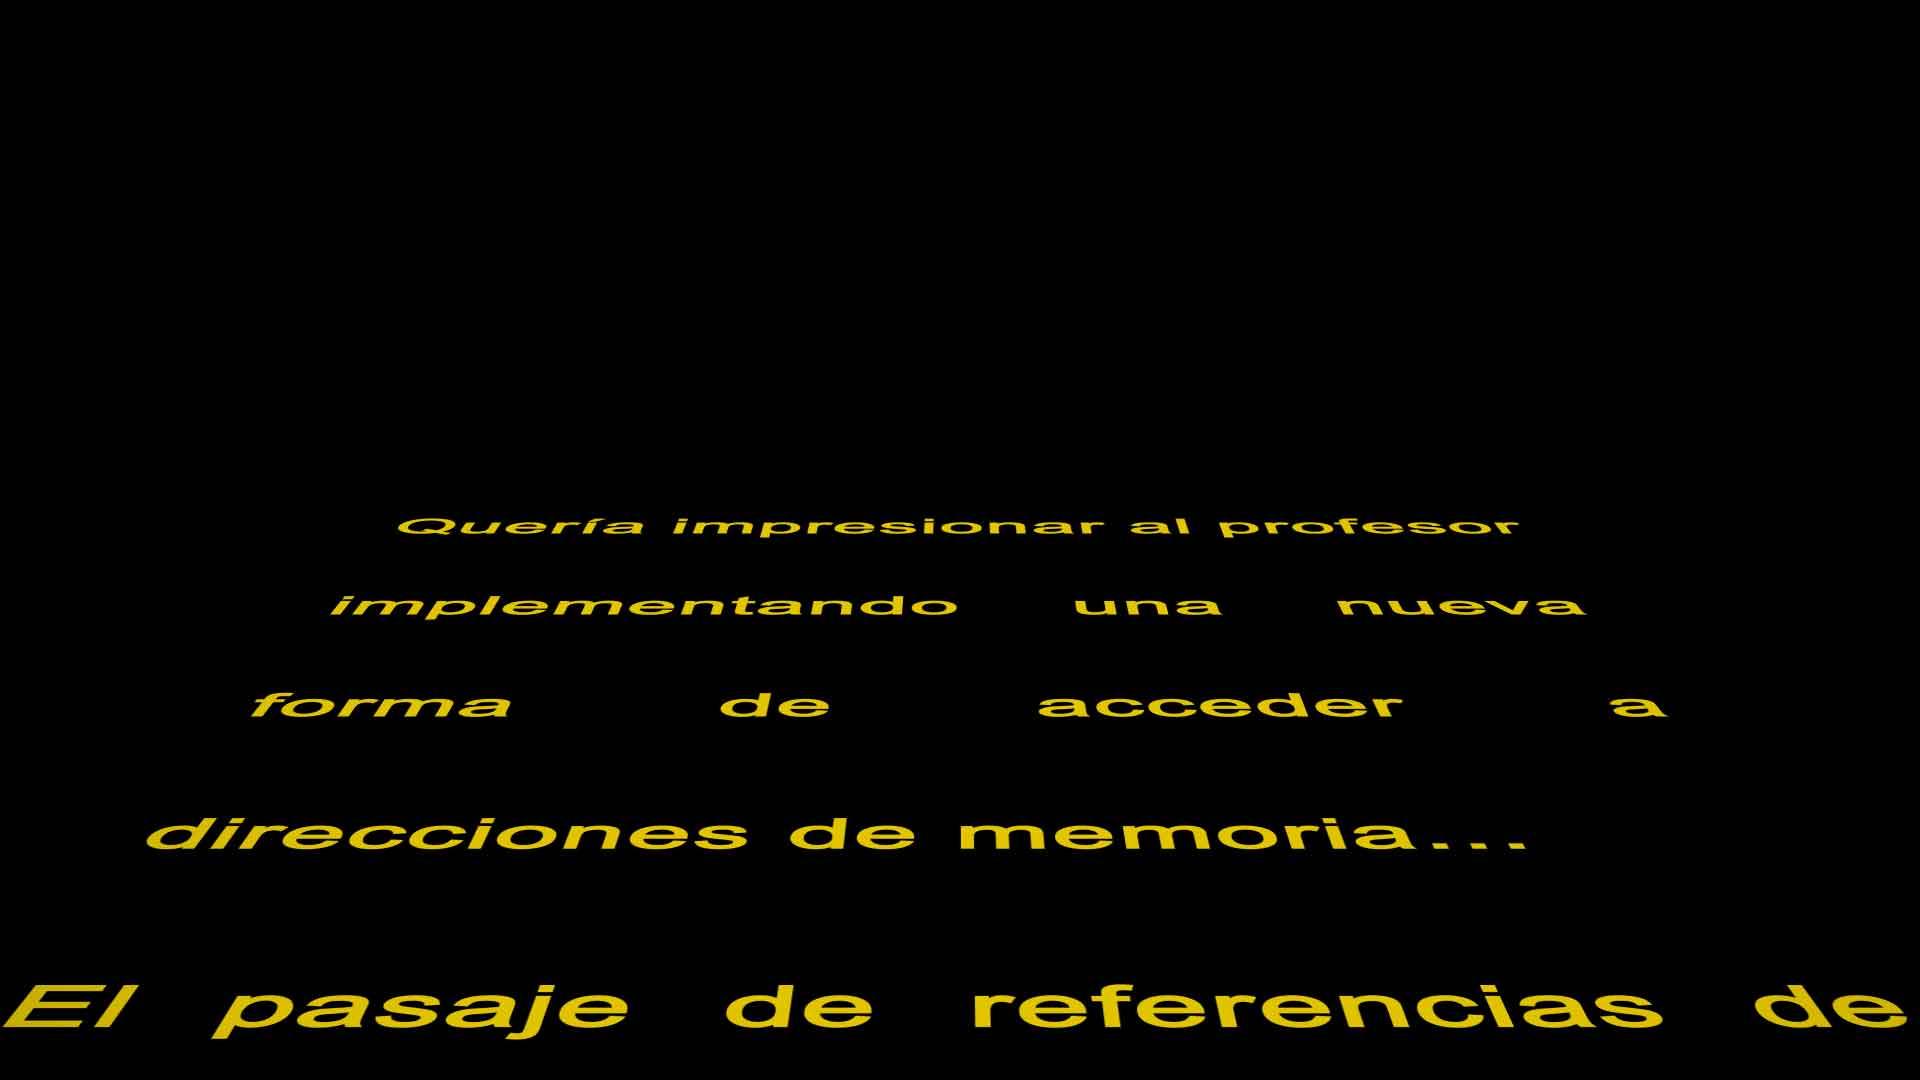 Quería impresionar al profesor
implementando una nueva
forma de acceder a
direcciones de memoria...
El pasaje de referencias de